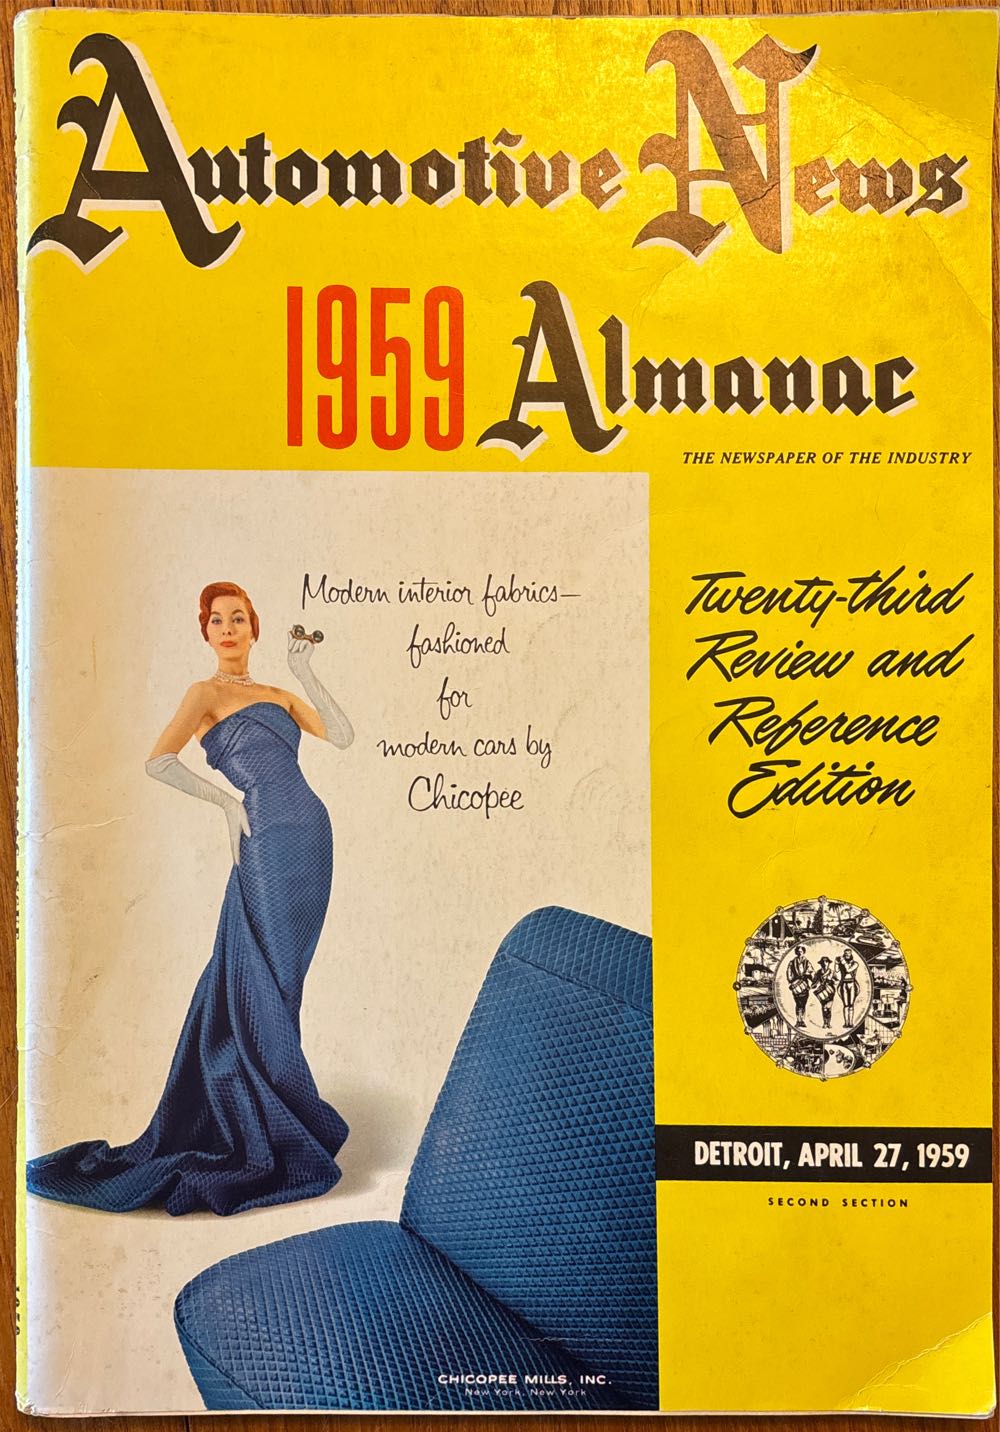 Automotive News
1959 Almanac
THE NEWSPAPER OF THE INDUSTRY
Modern interior fabrics—
fashioned
for
modern cars by
Chicopee
Twenty-third
Review and
Reference
Edition
DETROIT, APRIL 27, 1959
SECOND SECTION
CHICOPEE MILLS, INC.
New York, New York